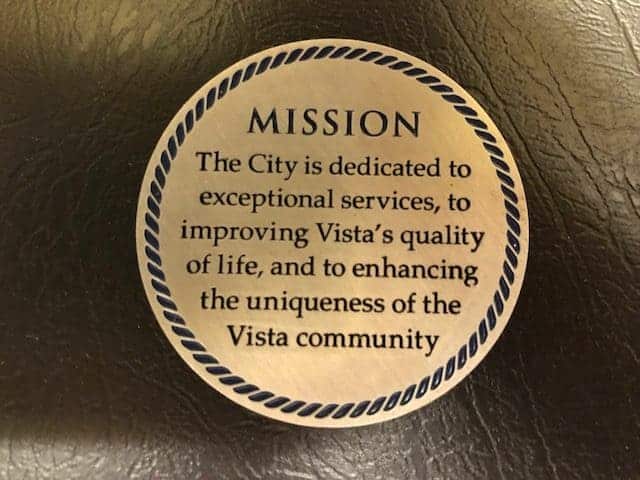 MISSION
The City is dedicated to
exceptional services, to
improving Vista's quality
of life, and to enhancing
the uniqueness of the
Vista community